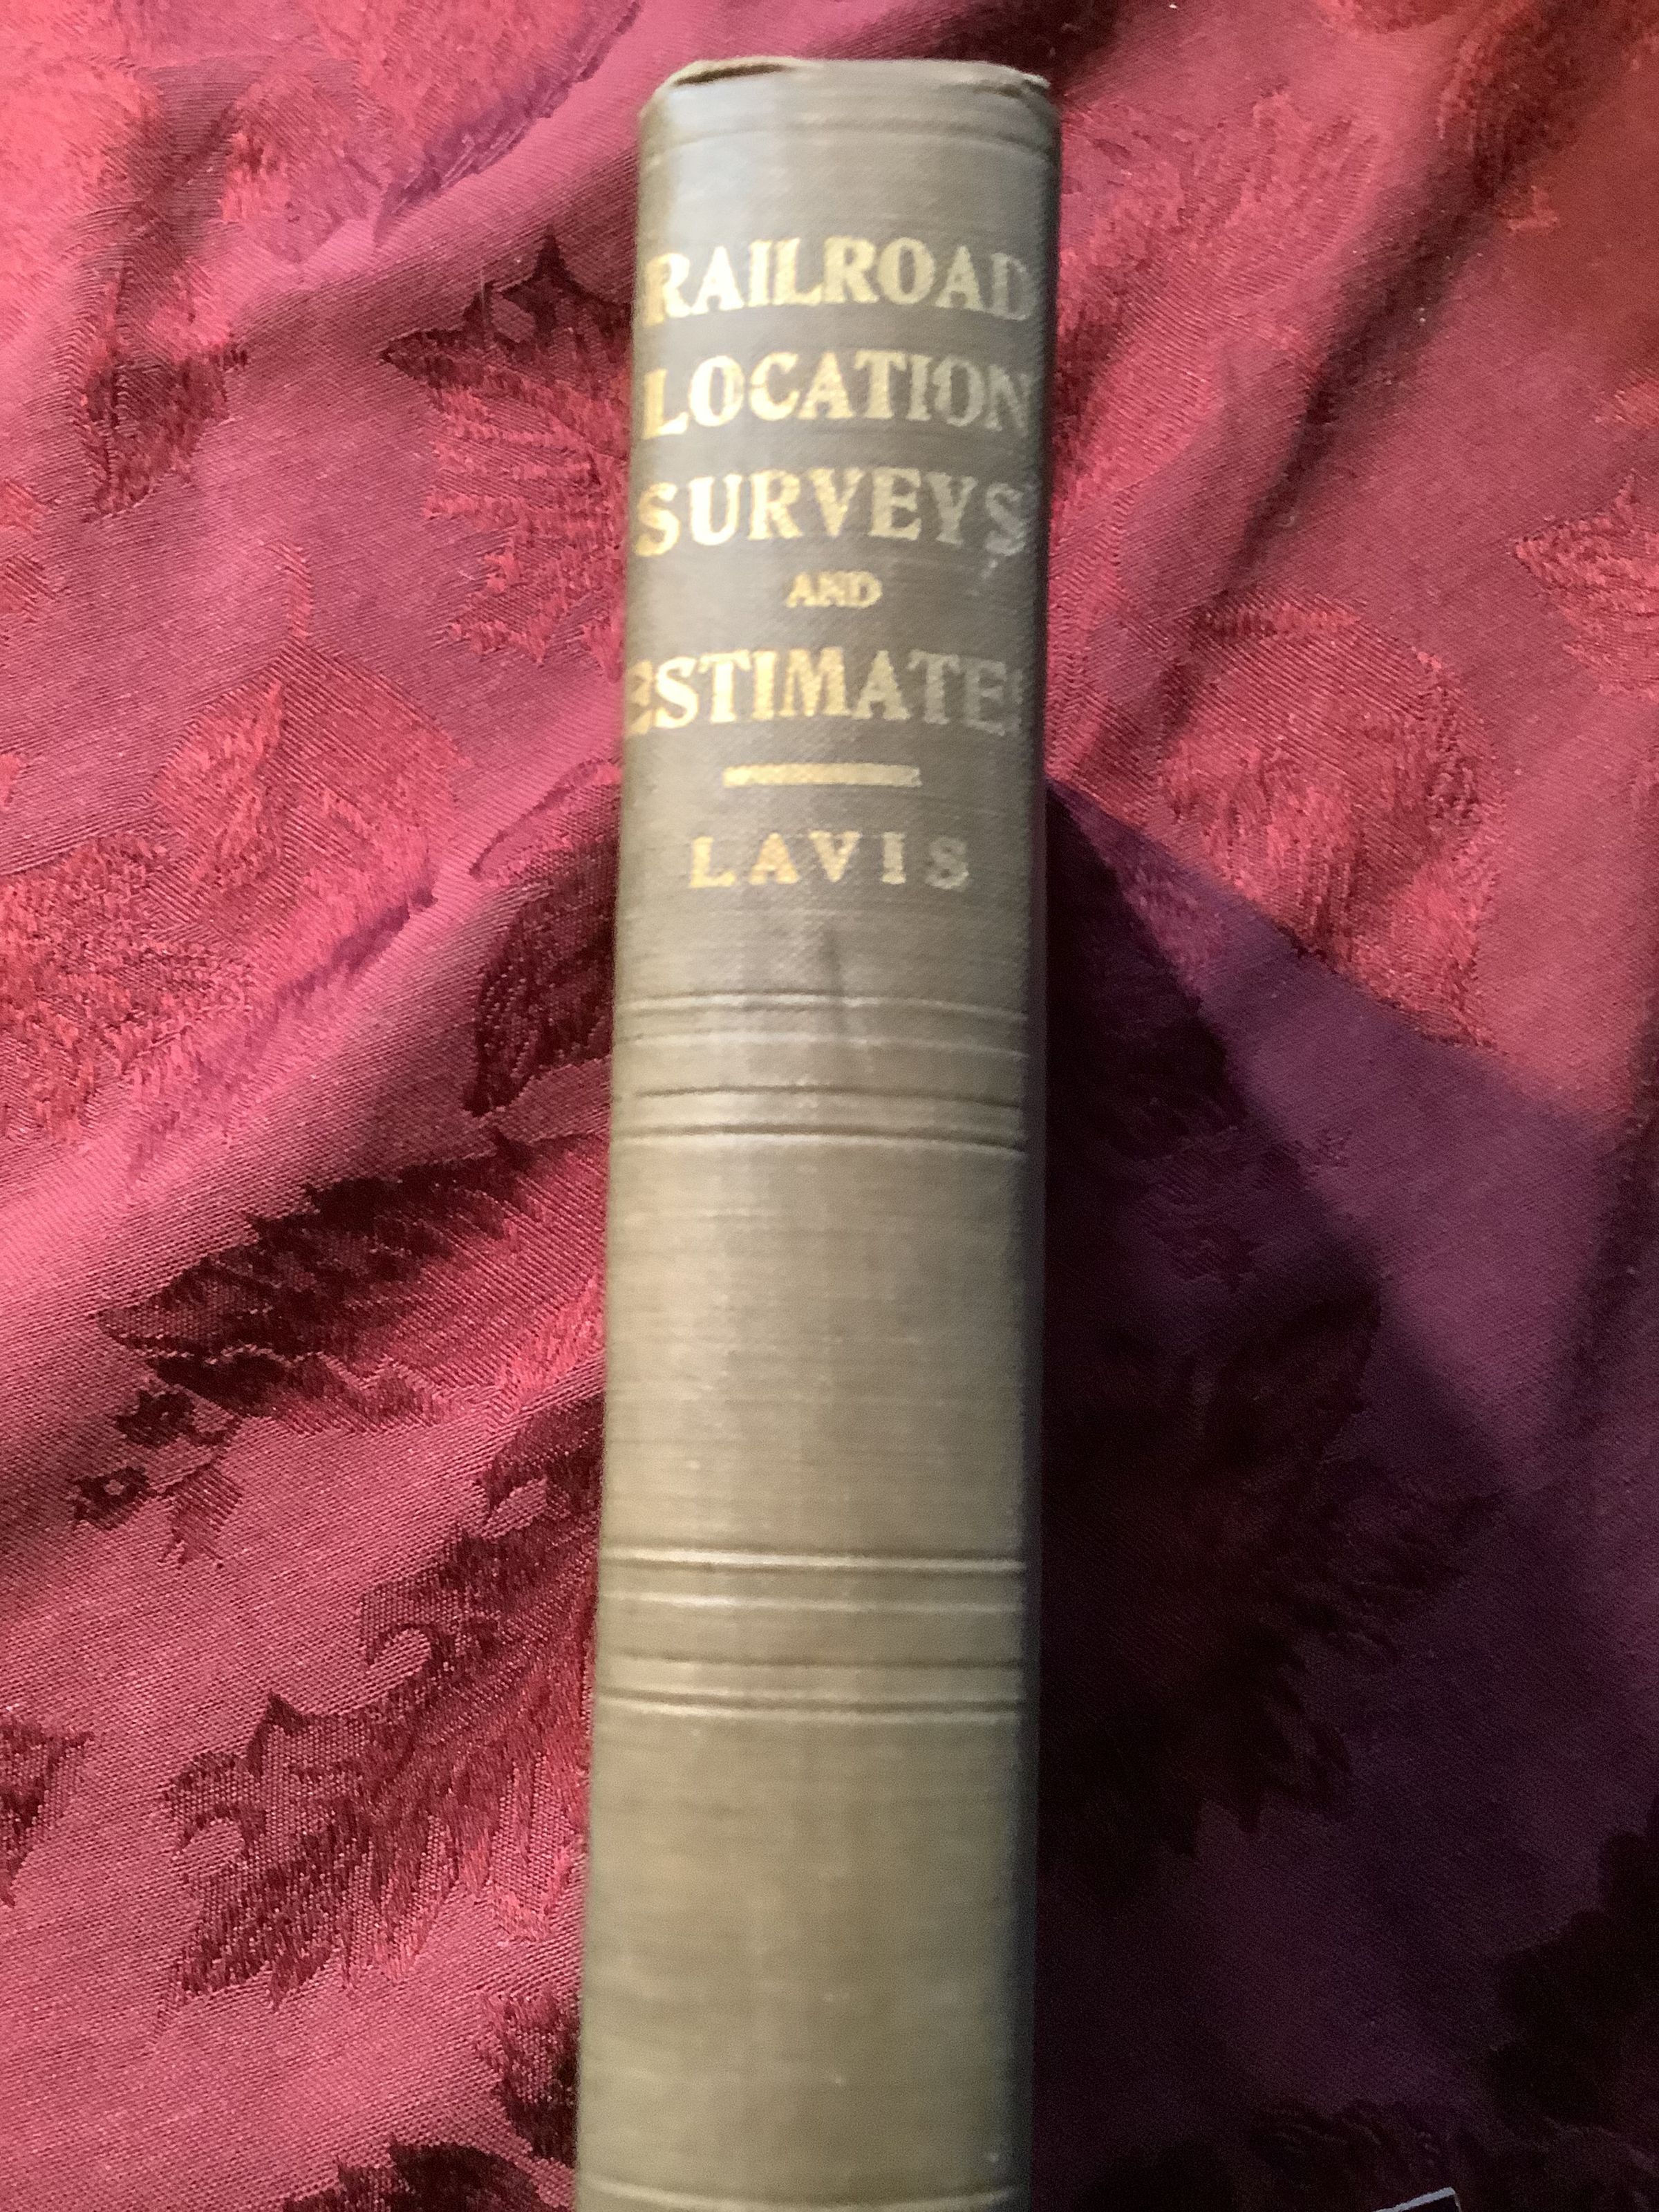 RAILROAD
LOCATION
SURVEYS
AND
ESTIMATES
LAVIS